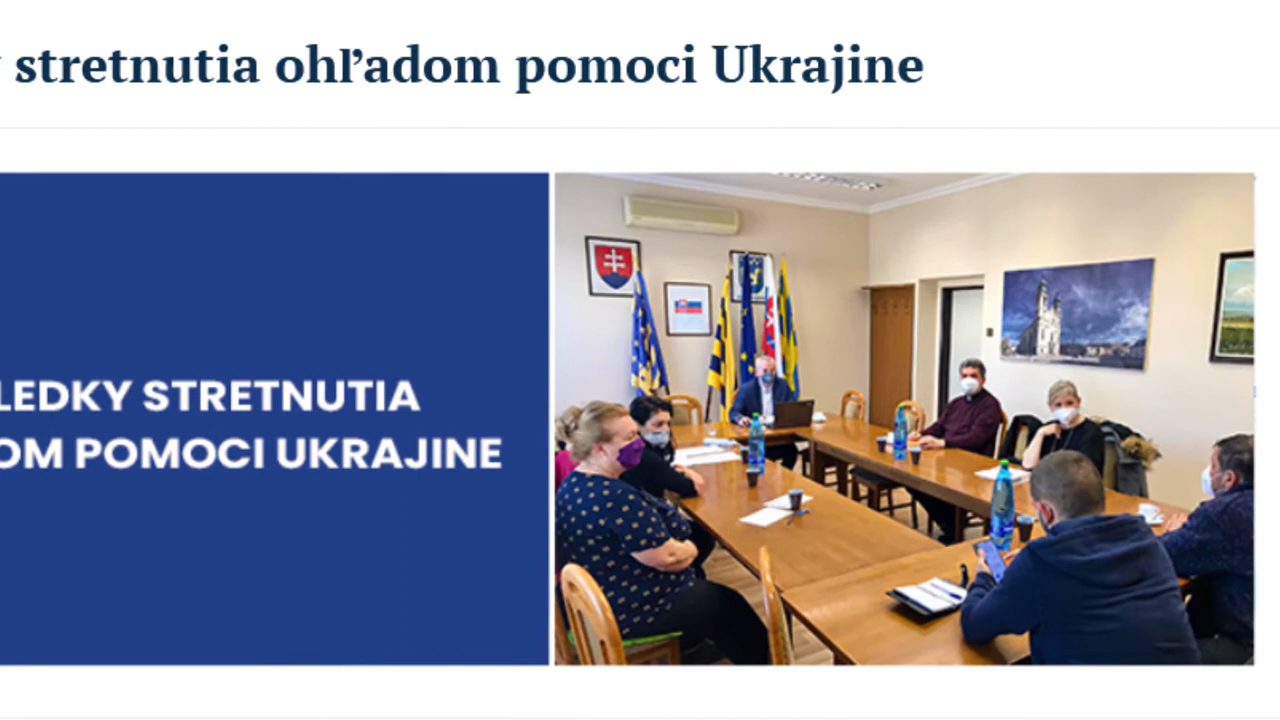 stretnutia ohľadom pomoci Ukrajine
LEDKY STRETNUTIA
OM POMOCI UKRAJINE